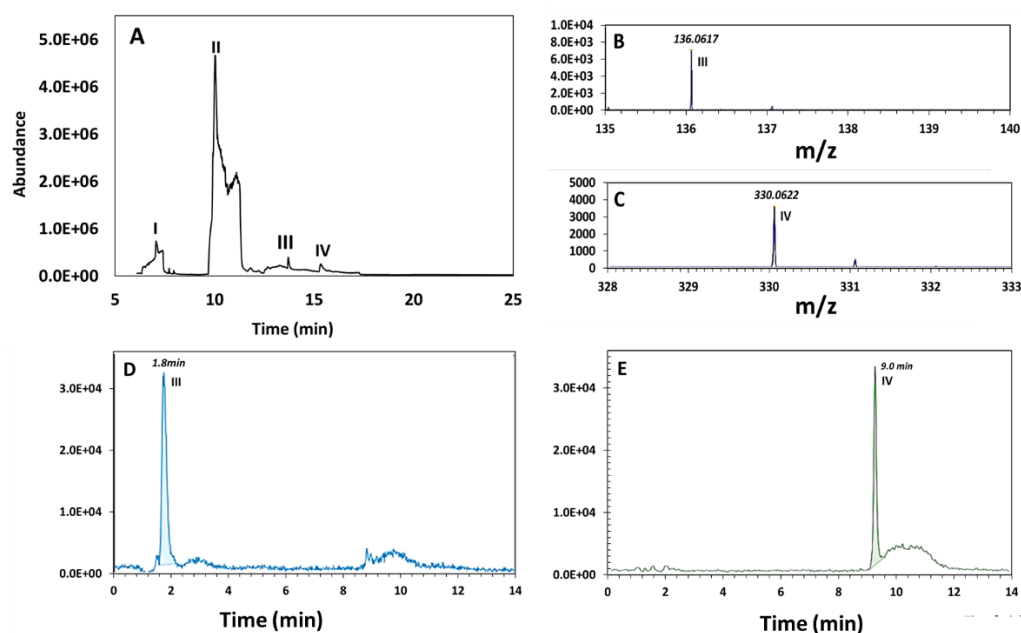 A
II
I
III
IV
5.0E+06
4.0E+06
3.0E+06
2.0E+06
1.0E+06
0.0E+00
5 10 15 20 25
Abundance
Time (min)
B
136.0617
III
1.0E+04
8.0E+03
6.0E+03
4.0E+03
2.0E+03
0.0E+00
135 136 137 138 139 140
m/z
C
330.0622
IV
5000
4000
3000
2000
1000
0
328 329 330 331 332 333
m/z
D
1.8min
III
3.0E+04
2.0E+04
1.0E+04
0.0E+00
0 2 4 6 8 10 12 14
Time (min)
E
9.0 min
IV
3.0E+04
2.0E+04
1.0E+04
0.0E+00
0 2 4 6 8 10 12 14
Time (min)